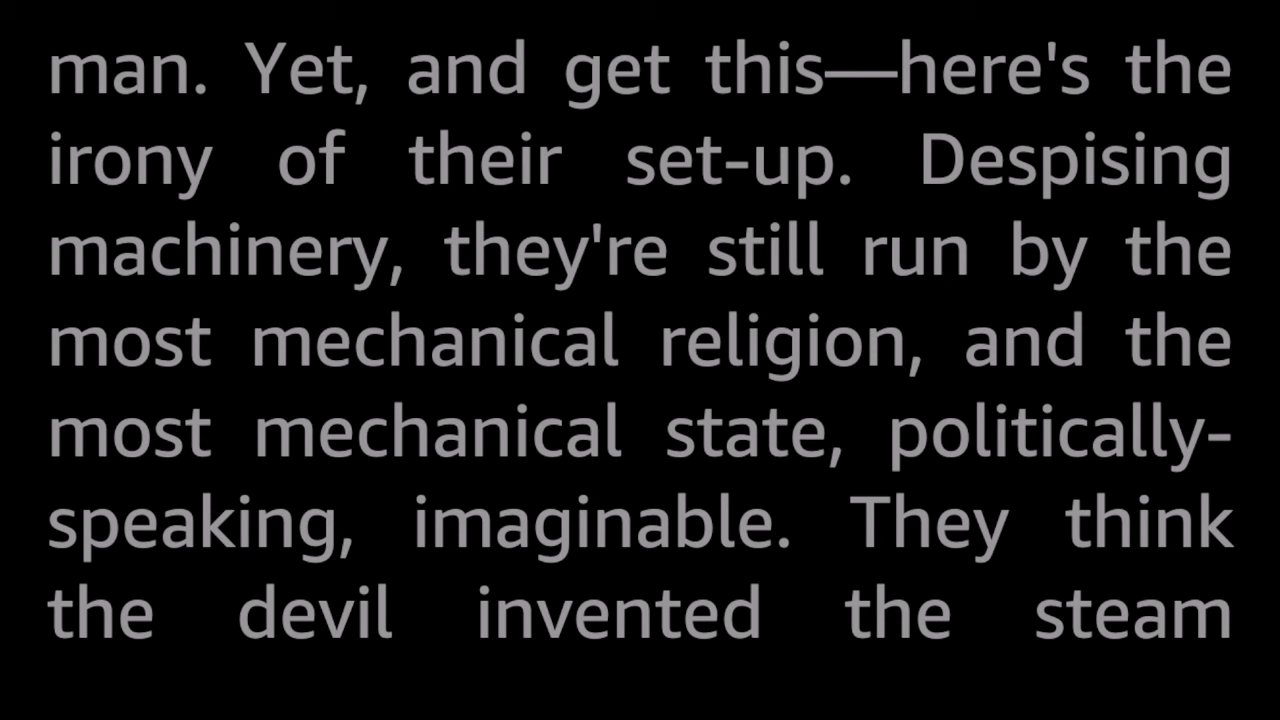 man. Yet, and get this—here's the
irony of their set-up. Despising
machinery, they're still run by the
most mechanical religion, and the
most mechanical state, politically-
speaking, imaginable. They think
the devil invented the steam